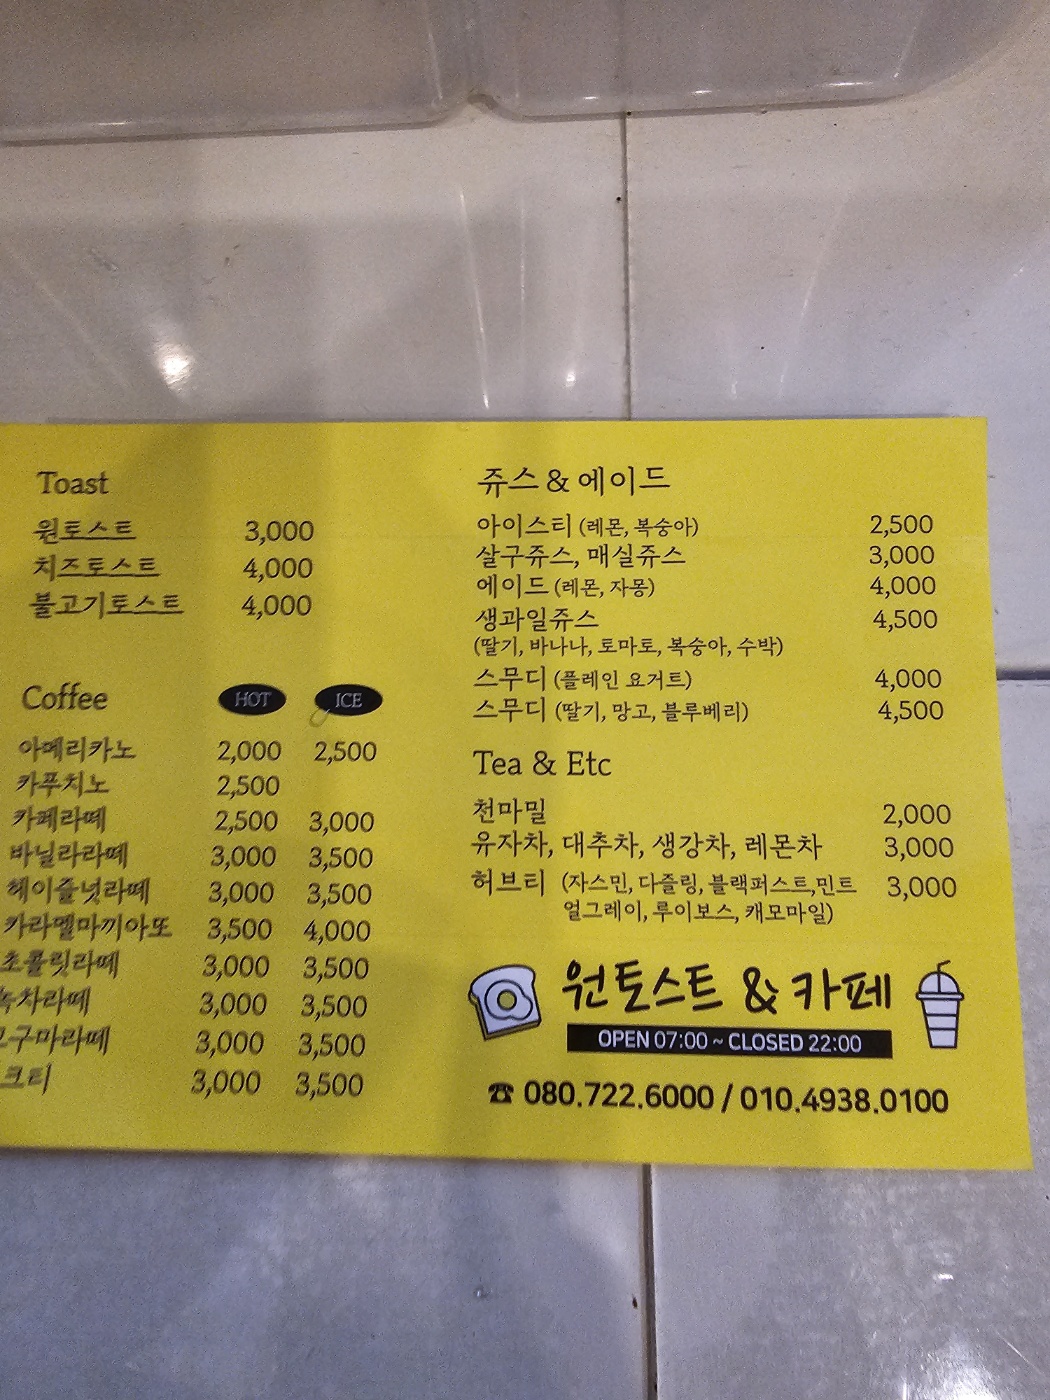 Toast
원토스트 3,000
치즈토스트 4,000
불고기토스트 4,000
Coffee HOT ICE
아메리카노 2,000 2,500
카푸치노 2,500
카페라떼 2,500 3,000
바닐라라떼 3,000 3,500
헤이즐넛라떼 3,000 3,500
카라멜마끼아또 3,500 4,000
초콜릿라떼 3,000 3,500
녹차라떼 3,000 3,500
고구마라떼 3,000 3,500
크티 3,000 3,500
쥬스 & 에이드
아이스티 (레몬, 복숭아) 2,500
살구쥬스, 매실쥬스 3,000
에이드 (레몬, 자몽) 4,000
생과일쥬스 4,500
(딸기, 바나나, 토마토, 복숭아, 수박)
스무디 (플레인 요거트) 4,000
스무디 (딸기, 망고, 블루베리) 4,500
Tea & Etc
천마밀 2,000
유자차, 대추차, 생강차, 레몬차 3,000
허브티 (자스민, 다즐링, 블랙퍼스트,민트 3,000
얼그레이, 루이보스, 캐모마일)
원토스트 & 카페
OPEN 07:00 ~ CLOSED 22:00
☎ 080.722.6000 / 010.4938.0100